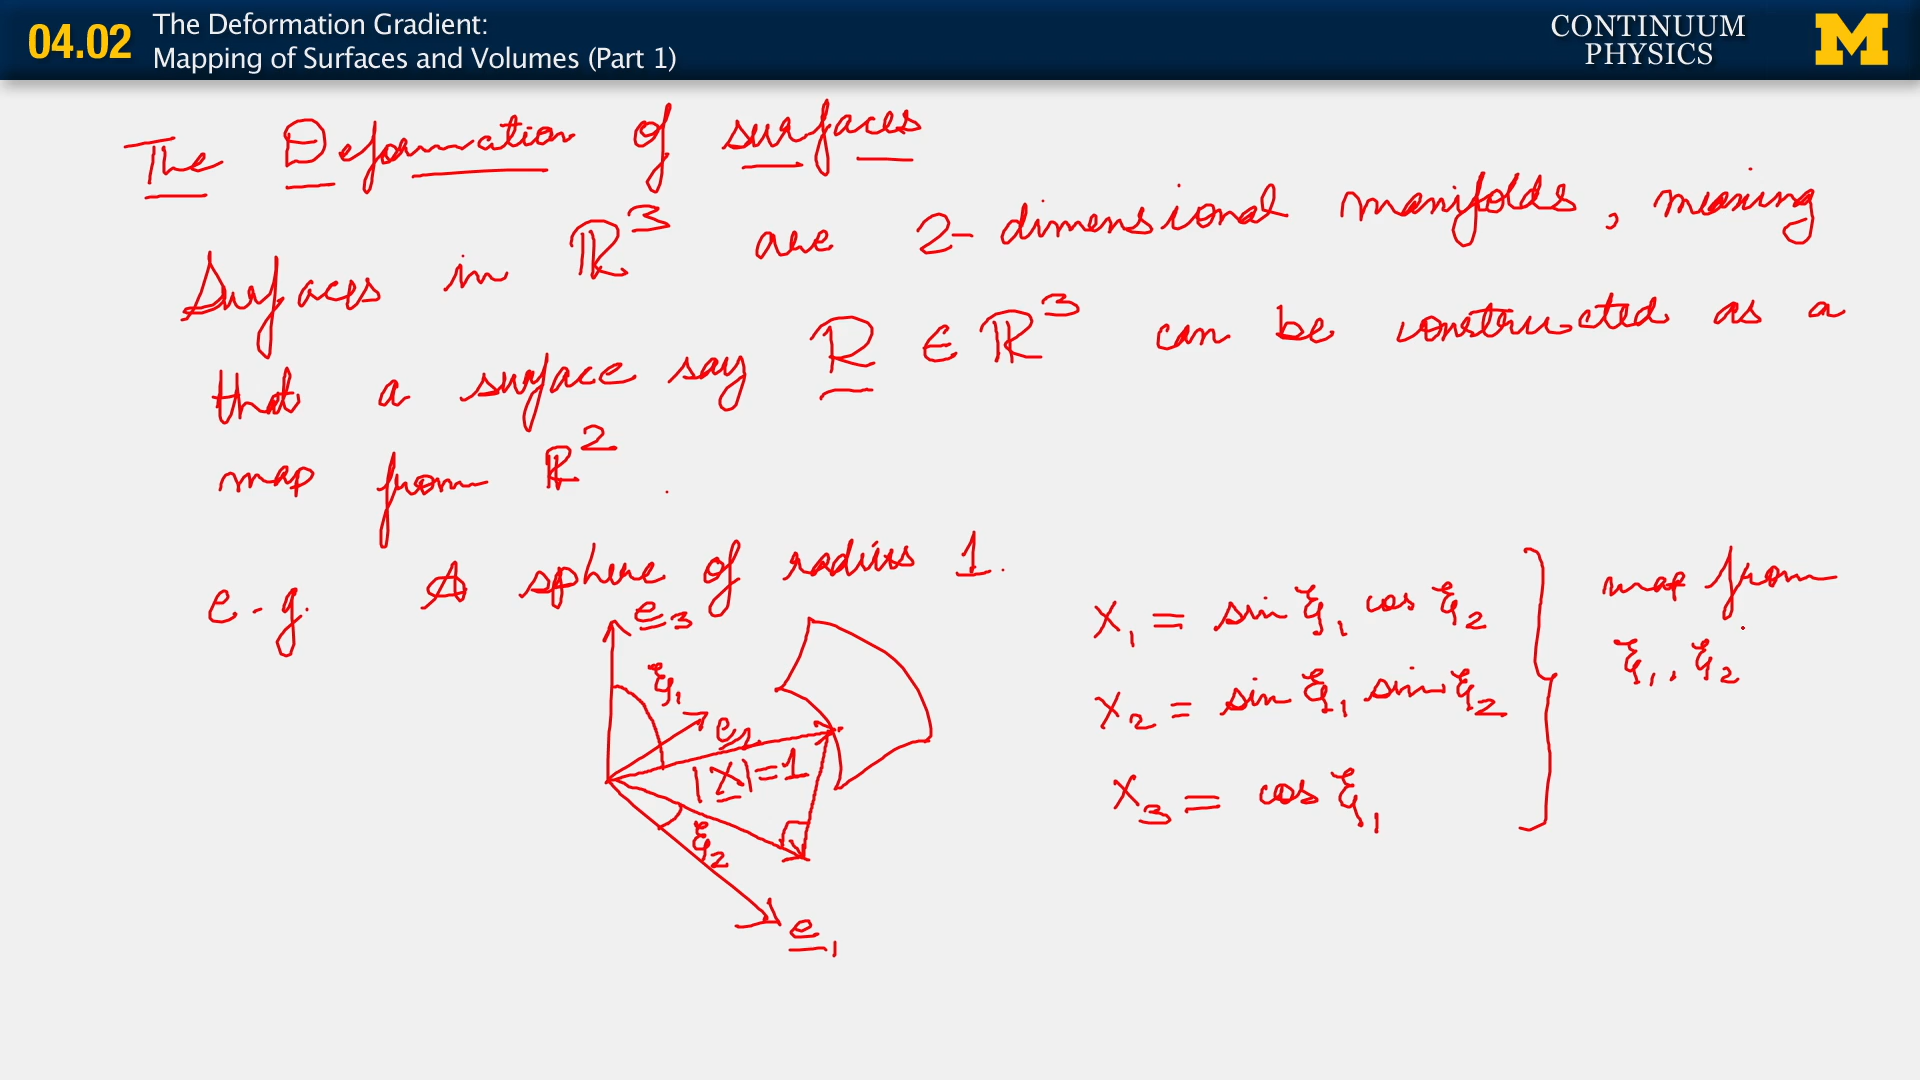 04.02
The Deformation Gradient:
Mapping of Surfaces and Volumes (Part 1)
CONTINUUM
PHYSICS
M
The Deformation of surfaces
Surfaces in ℝ³ are 2-dimensional manifolds, meaning
that a surface say R ∈ ℝ³ can be constructed as a
map from ℝ².
e.g. A sphere of radius 1.
e₃
ξ₁
e₂
|X|=1
ξ₂
e₁
X₁ = sin ξ₁ cos ξ₂
X₂ = sin ξ₁ sin ξ₂
X₃ = cos ξ₁
map from
ξ₁, ξ₂